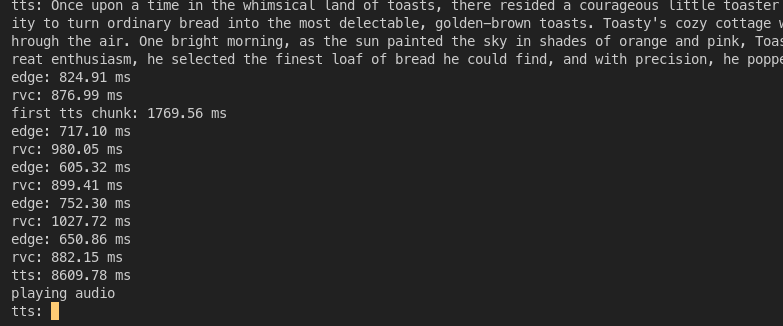 tts: Once upon a time in the whimsical land of toasts, there resided a courageous little toaster
ity to turn ordinary bread into the most delectable, golden-brown toasts. Toasty's cozy cottage w
hrough the air. One bright morning, as the sun painted the sky in shades of orange and pink, Toas
reat enthusiasm, he selected the finest loaf of bread he could find, and with precision, he poppe
edge: 824.91 ms
rvc: 876.99 ms
first tts chunk: 1769.56 ms
edge: 717.10 ms
rvc: 980.05 ms
edge: 605.32 ms
rvc: 899.41 ms
edge: 752.30 ms
rvc: 1027.72 ms
edge: 650.86 ms
rvc: 882.15 ms
tts: 8609.78 ms
playing audio
tts: